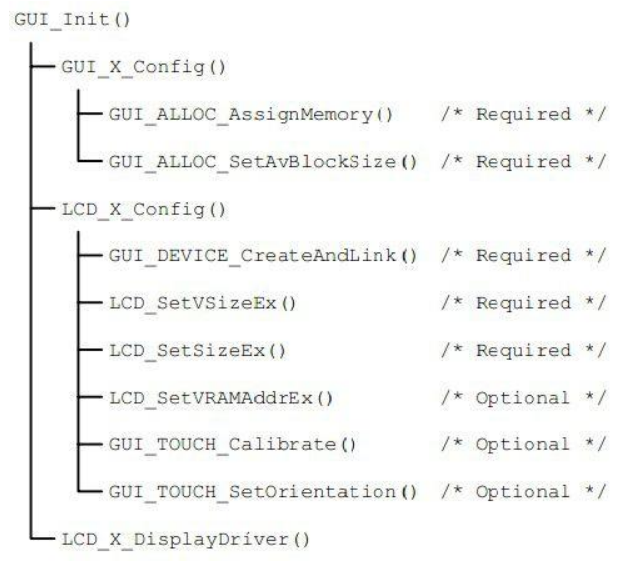 GUI_Init()
GUI_X_Config()
GUI_ALLOC_AssignMemory() /* Required */
GUI_ALLOC_SetAvBlockSize() /* Required */
LCD_X_Config()
GUI_DEVICE_CreateAndLink() /* Required */
LCD_SetVSizeEx() /* Required */
LCD_SetSizeEx() /* Required */
LCD_SetVRAMAddrEx() /* Optional */
GUI_TOUCH_Calibrate() /* Optional */
GUI_TOUCH_SetOrientation() /* Optional */
LCD_X_DisplayDriver()